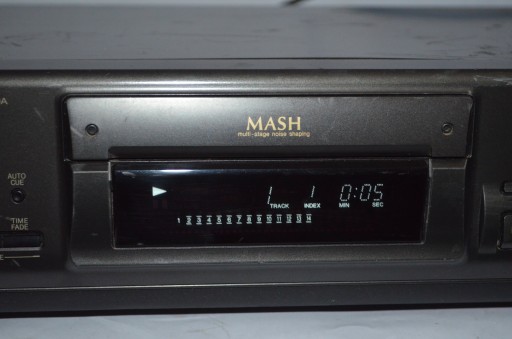 A
MASH
multi-stage noise shaping
AUTO
CUE
TIME
FADE
E
1 1 0:05
TRACK INDEX MIN SEC
1 2 3 4 5 6 7 8 9 10 11 12 13 14